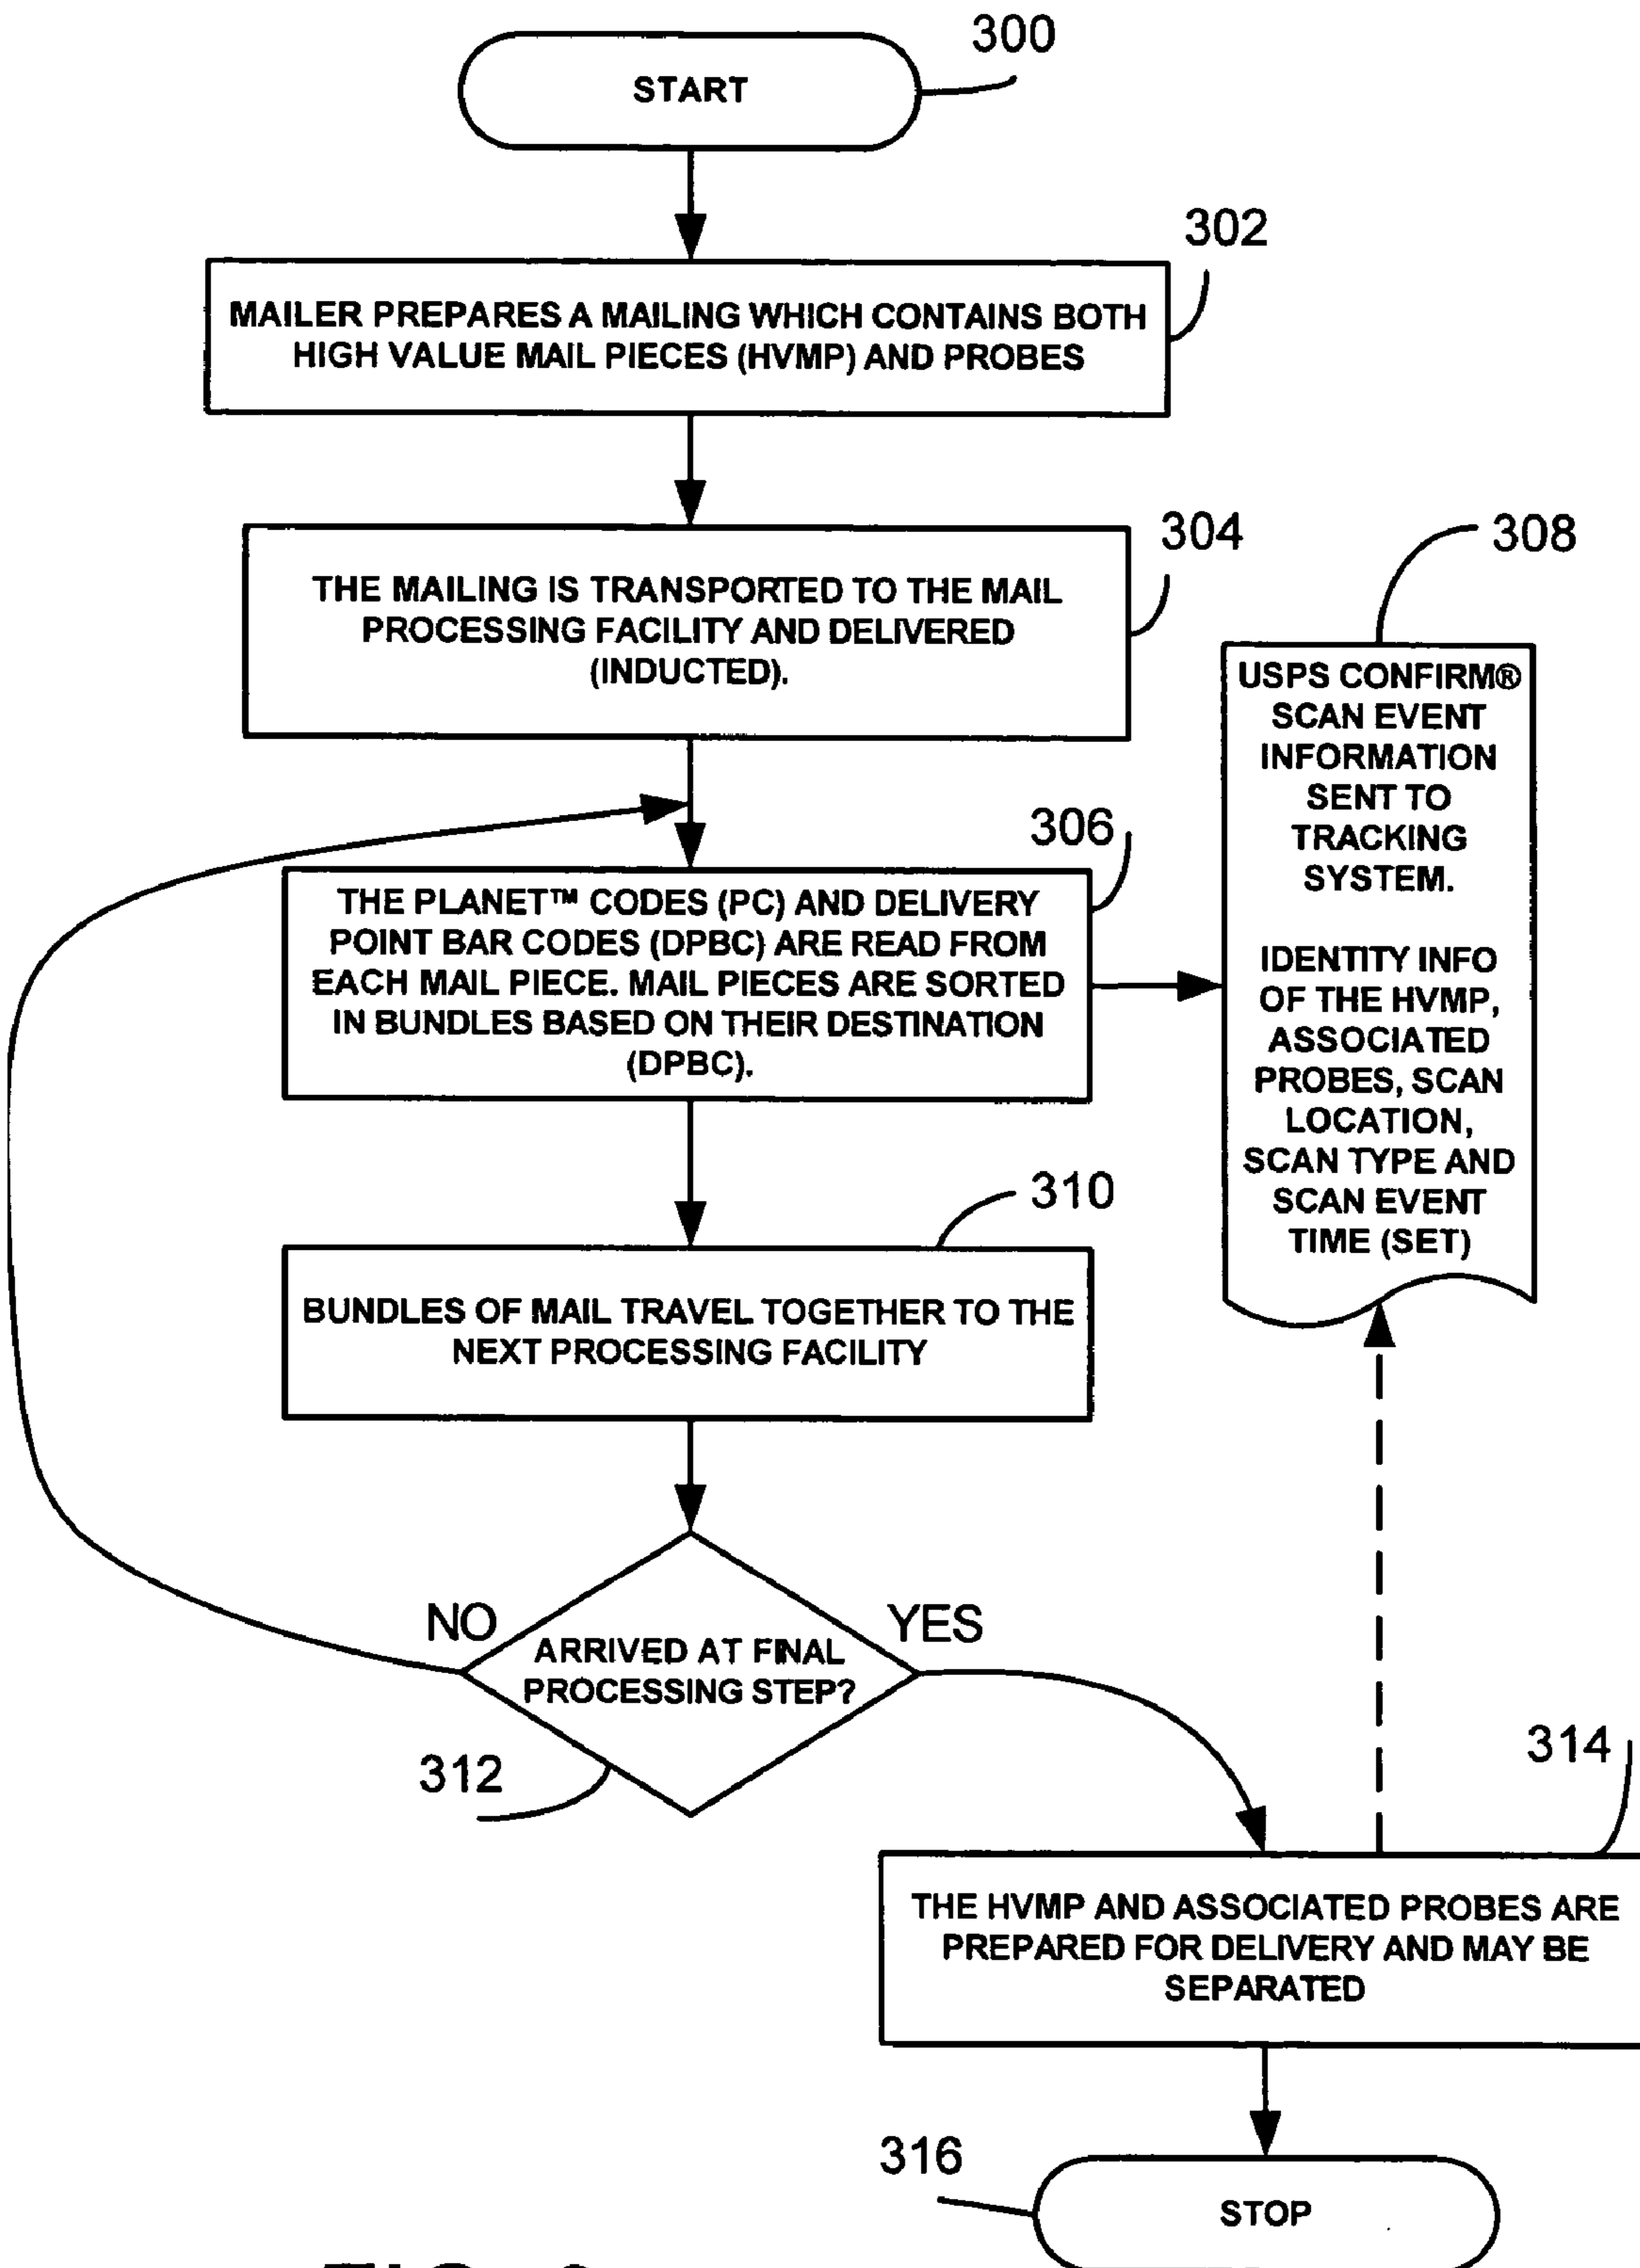 300
START
302
MAILER PREPARES A MAILING WHICH CONTAINS BOTH
HIGH VALUE MAIL PIECES (HVMP) AND PROBES
304
THE MAILING IS TRANSPORTED TO THE MAIL
PROCESSING FACILITY AND DELIVERED
(INDUCTED).
308
USPS CONFIRM®
SCAN EVENT
INFORMATION
SENT TO
TRACKING
SYSTEM.
IDENTITY INFO
OF THE HVMP,
ASSOCIATED
PROBES, SCAN
LOCATION,
SCAN TYPE AND
SCAN EVENT
TIME (SET)
306
THE PLANET™ CODES (PC) AND DELIVERY
POINT BAR CODES (DPBC) ARE READ FROM
EACH MAIL PIECE. MAIL PIECES ARE SORTED
IN BUNDLES BASED ON THEIR DESTINATION
(DPBC).
310
BUNDLES OF MAIL TRAVEL TOGETHER TO THE
NEXT PROCESSING FACILITY
NO
YES
ARRIVED AT FINAL
PROCESSING STEP?
312
314
THE HVMP AND ASSOCIATED PROBES ARE
PREPARED FOR DELIVERY AND MAY BE
SEPARATED
316
STOP